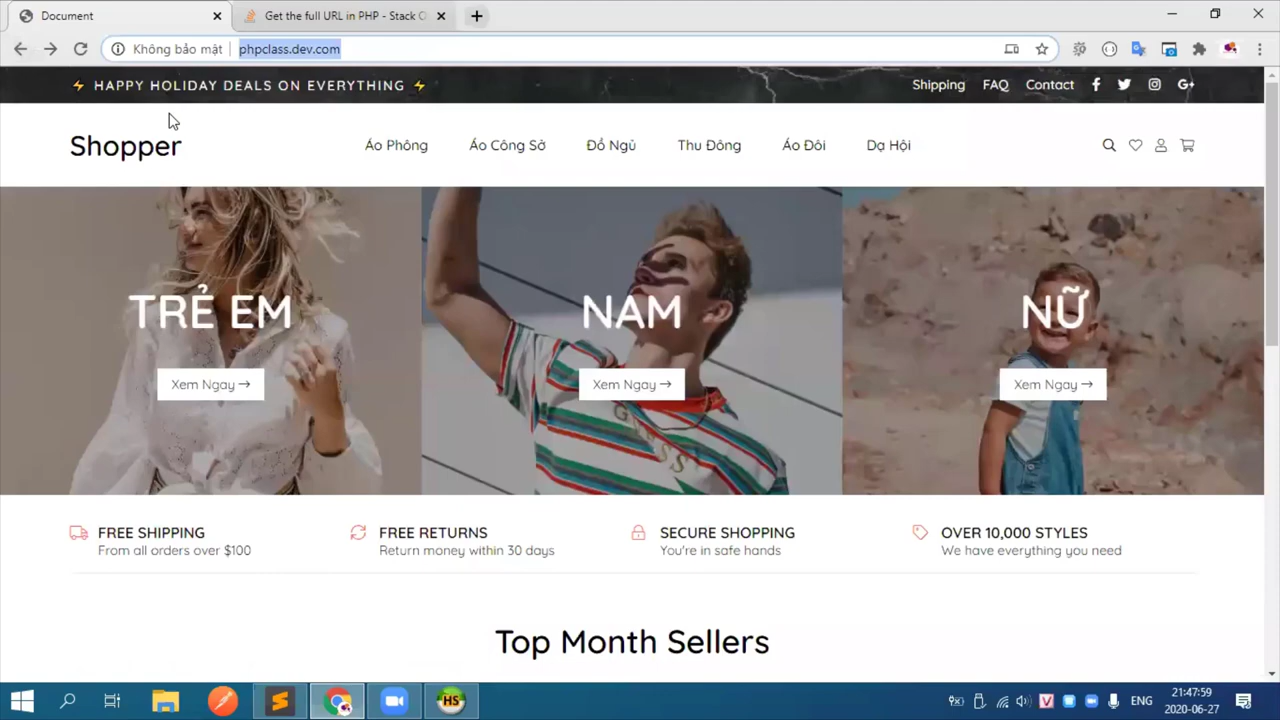 Document
Get the full URL in PHP - Stack O
Không bảo mật
phpclass.dev.com
⚡ HAPPY HOLIDAY DEALS ON EVERYTHING ⚡
Shipping FAQ Contact
Shopper
Áo Phông Áo Công Sở Đồ Ngủ Thu Đông Áo Đôi Dạ Hội
TRẺ EM
NAM
NỮ
Xem Ngay →
Xem Ngay →
Xem Ngay →
GUESS
FREE SHIPPING
From all orders over $100
FREE RETURNS
Return money within 30 days
SECURE SHOPPING
You're in safe hands
OVER 10,000 STYLES
We have everything you need
Top Month Sellers
HS
V
ENG
21:47:59
2020-06-27